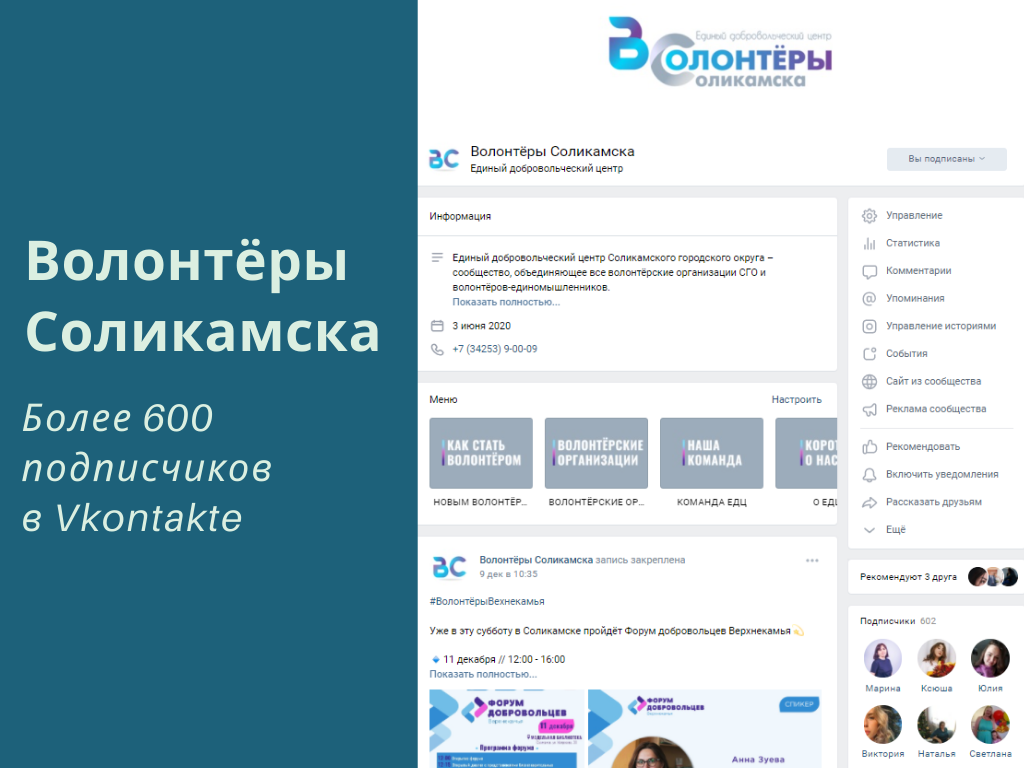 Волонтёры
Соликамска
Более 600
подписчиков
в Vkontakte
Единый добровольческий центр
Волонтёры
Соликамска
ВС
Волонтёры Соликамска
Единый добровольческий центр
Вы подписаны
Информация
Единый добровольческий центр Соликамского городского округа –
сообщество, объединяющее все волонтёрские организации СГО и
волонтёров-единомышленников.
Показать полностью...
3 июня 2020
+7 (34253) 9-00-09
Меню
Настроить
КАК СТАТЬ
ВОЛОНТЁРОМ
ВОЛОНТЁРСКИЕ
ОРГАНИЗАЦИИ
НАША
КОМАНДА
КОРОТ
О НАС
НОВЫМ ВОЛОНТЁР...
ВОЛОНТЁРСКИЕ ОР...
КОМАНДА ЕДЦ
О ЕДЦ
ВС
Волонтёры Соликамска запись закреплена
9 дек в 10:35
#ВолонтёрыВехнекамья
Уже в эту субботу в Соликамске пройдёт Форум добровольцев Верхнекамья
11 декабря // 12:00 - 16:00
Показать полностью...
ФОРУМ
ДОБРОВОЛЬЦЕВ
11 декабря
Программа форума
ФОРУМ
ДОБРОВОЛЬЦЕВ
СПИКЕР
Анна Зуева
Управление
Статистика
Комментарии
Упоминания
Управление историями
События
Сайт из сообщества
Реклама сообщества
Рекомендовать
Включить уведомления
Рассказать друзьям
Ещё
Рекомендуют 3 друга
Подписчики 602
Марина
Ксюша
Юлия
Виктория
Наталья
Светлана